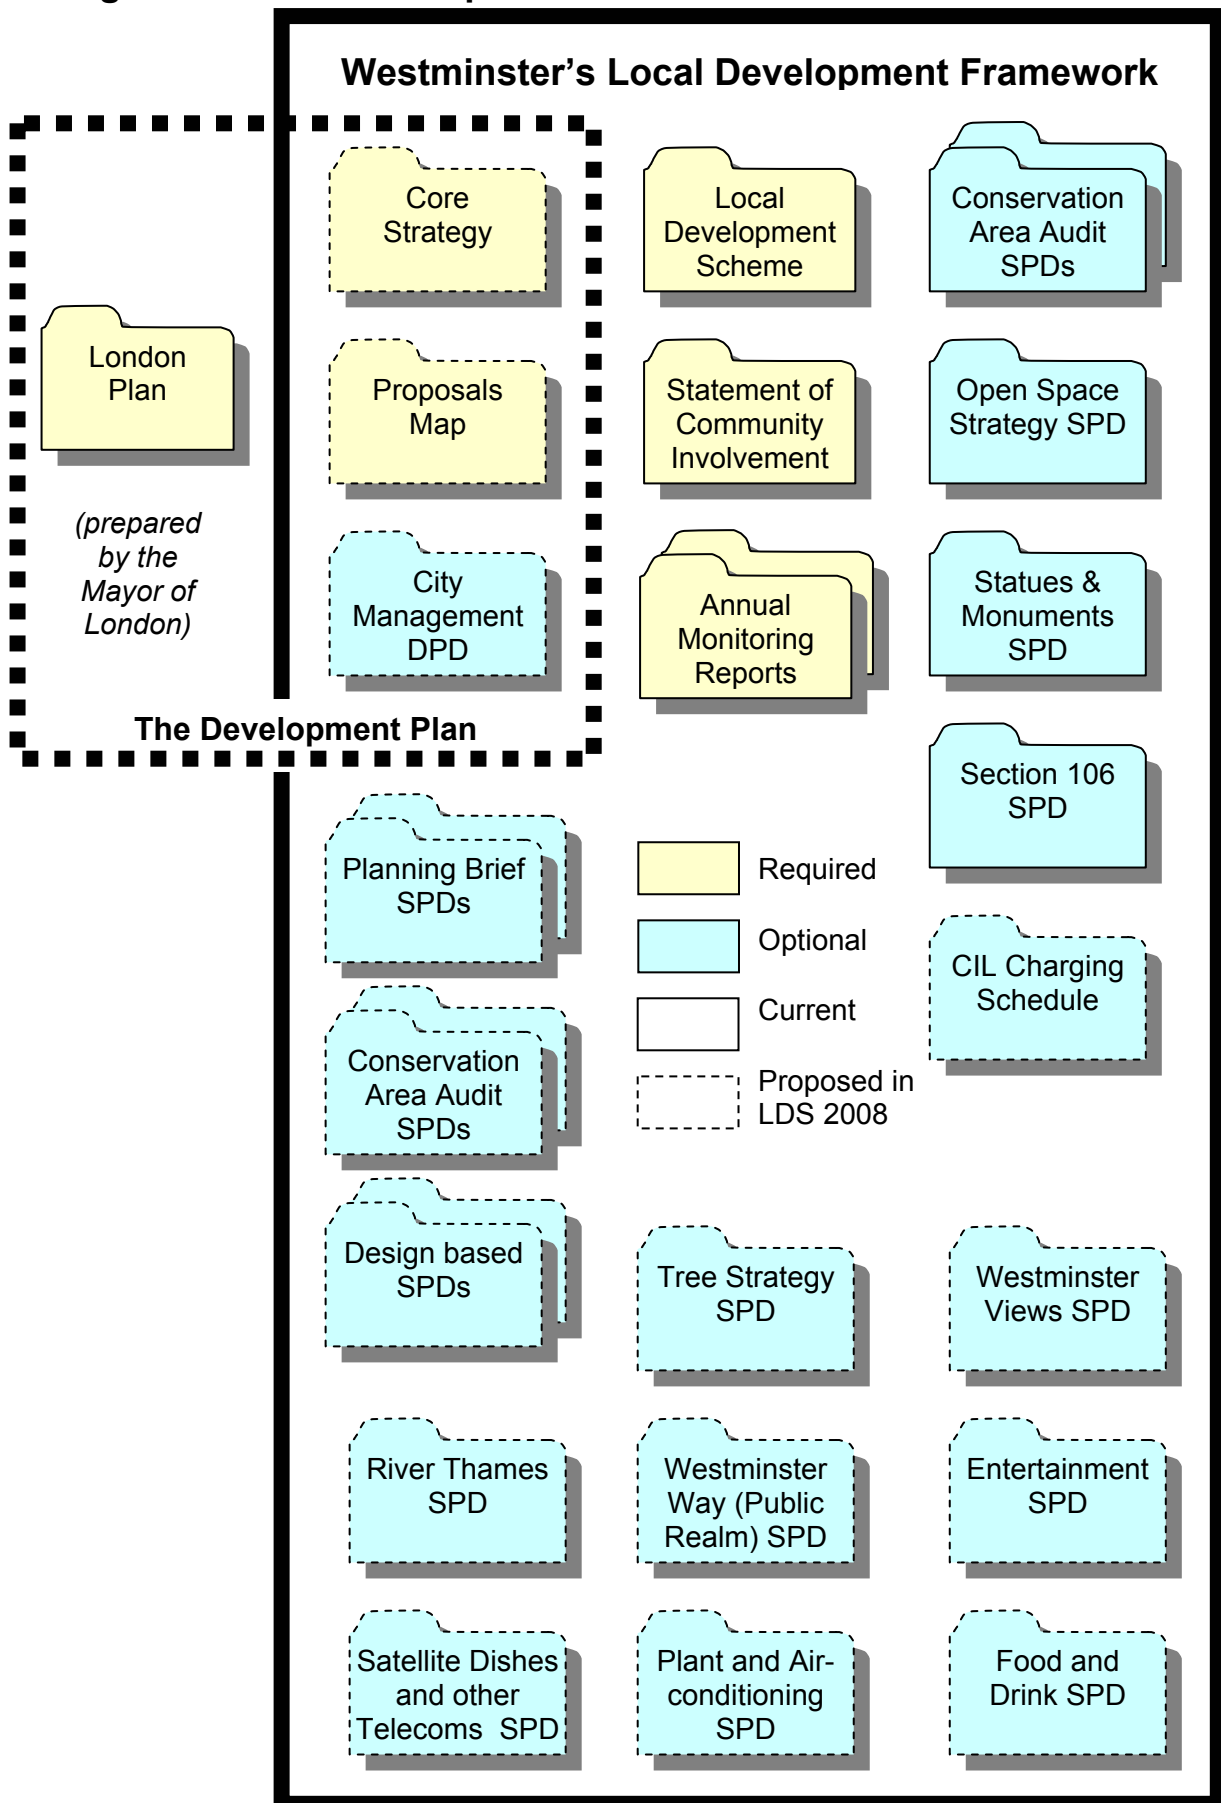 Westminster’s Local Development Framework
Core
Strategy
Local
Development
Scheme
Conservation
Area Audit
SPDs
London
Plan
(prepared
by the
Mayor of
London)
Proposals
Map
Statement of
Community
Involvement
Open Space
Strategy SPD
City
Management
DPD
Annual
Monitoring
Reports
Statues &
Monuments
SPD
The Development Plan
Section 106
SPD
Planning Brief
SPDs
Required
Optional
Current
Proposed in
LDS 2008
CIL Charging
Schedule
Conservation
Area Audit
SPDs
Design based
SPDs
Tree Strategy
SPD
Westminster
Views SPD
River Thames
SPD
Westminster
Way (Public
Realm) SPD
Entertainment
SPD
Satellite Dishes
and other
Telecoms  SPD
Plant and Air-
conditioning
SPD
Food and
Drink SPD